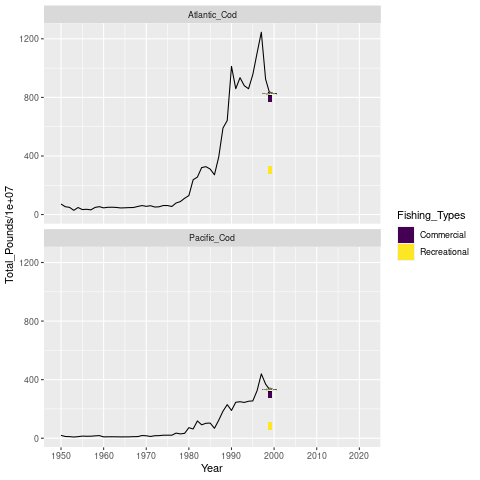 Atlantic_Cod
1200
800
400
0
Pacific_Cod
1200
800
400
0
1950 1960 1970 1980 1990 2000 2010 2020
Year
Total_Pounds/1e+07
Fishing_Types
Commercial
Recreational